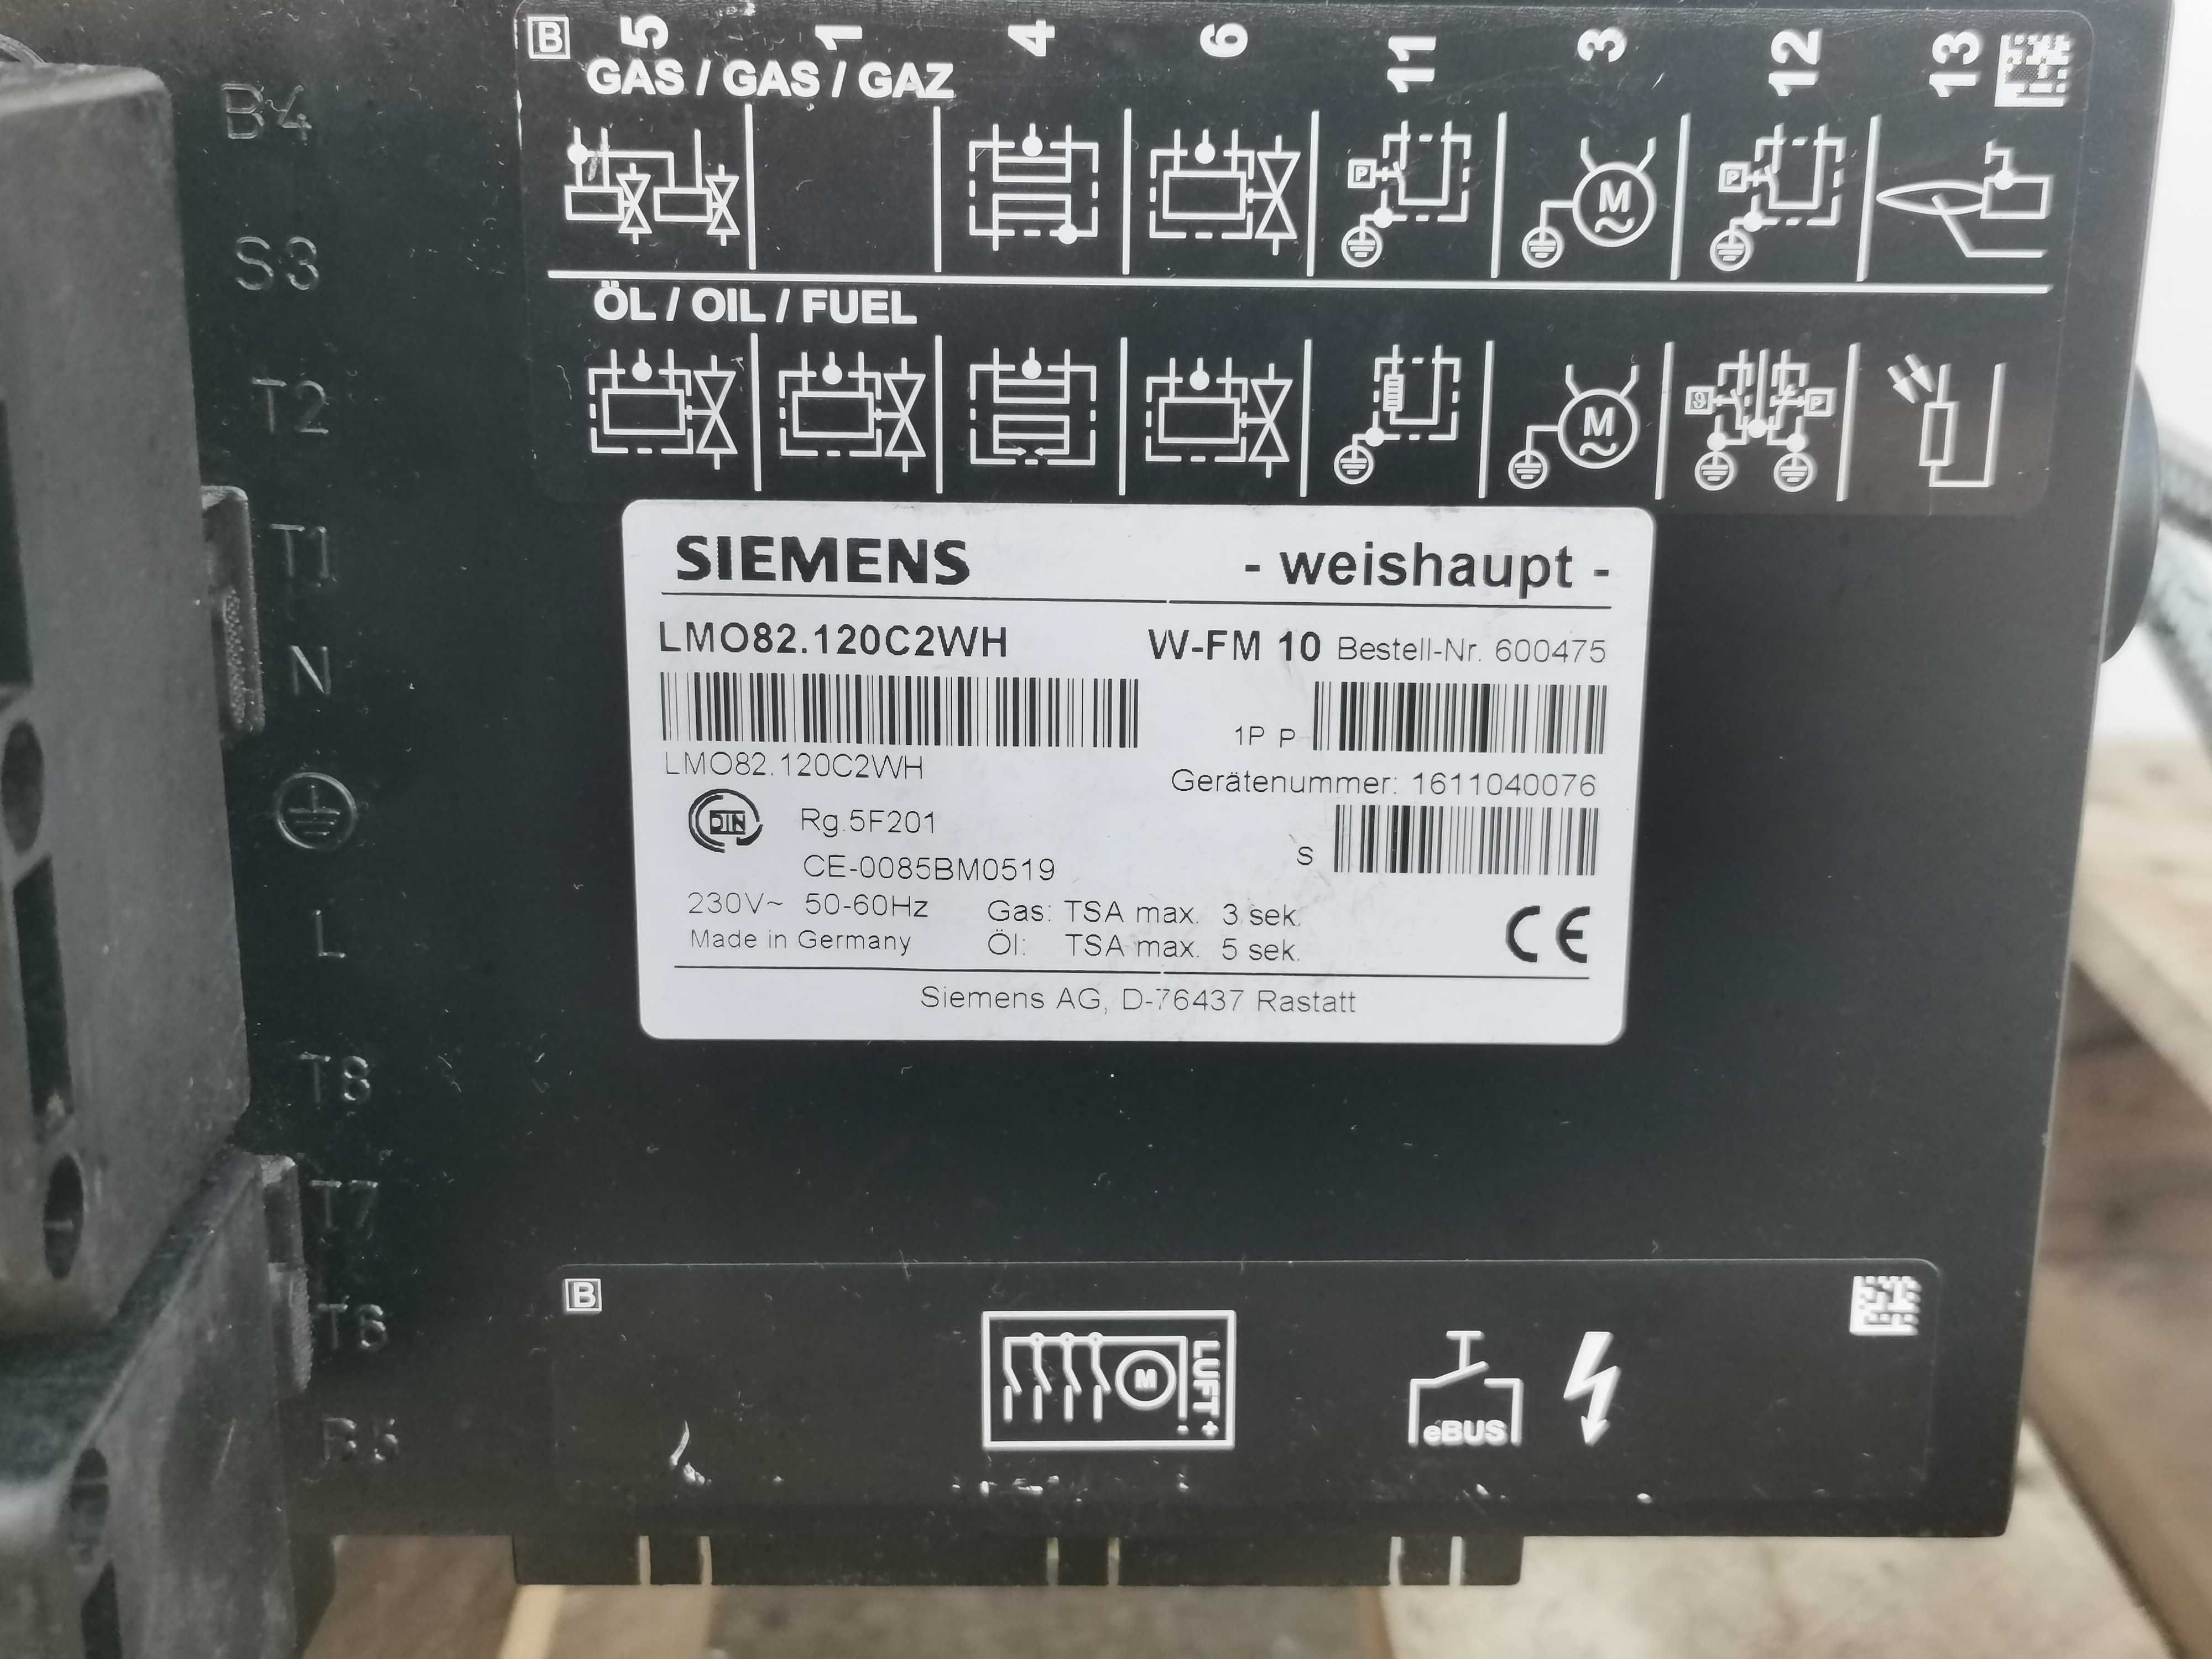 B 5 1 4 6 11 3 12 13
GAS / GAS / GAZ
P M P
ÖL / OIL / FUEL
M P
B4
S3
T2
T1
N
L
T8
T7
T6
B5
SIEMENS - weishaupt -
LMO82.120C2WH W-FM 10 Bestell-Nr. 600475
1P P
LMO82.120C2WH
Gerätenummer: 1611040076
DIN Rg.5F201
S
CE-0085BM0519
230V~ 50-60Hz Gas: TSA max. 3 sek.
Made in Germany Öl: TSA max. 5 sek.
CE
Siemens AG, D-76437 Rastatt
B
M LUFT+
eBUS